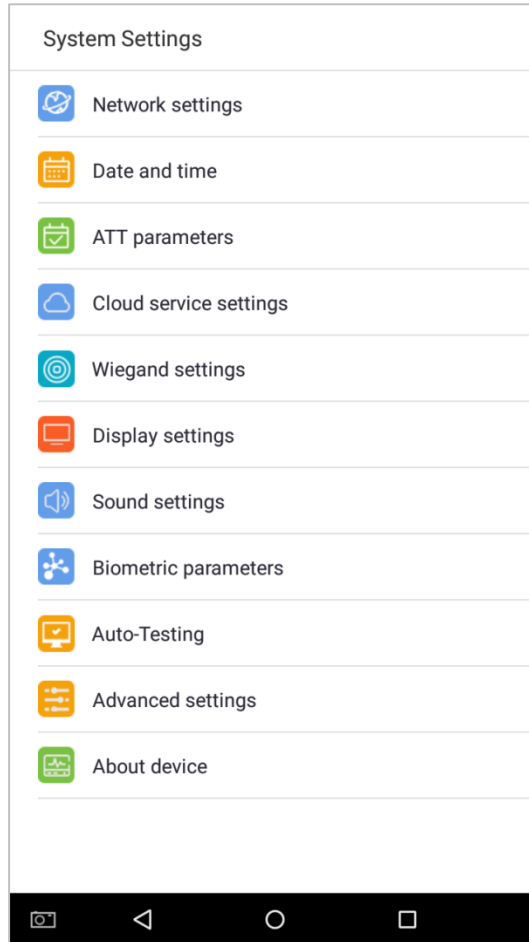 System Settings
Network settings
Date and time
ATT parameters
Cloud service settings
Wiegand settings
Display settings
Sound settings
Biometric parameters
Auto-Testing
Advanced settings
About device